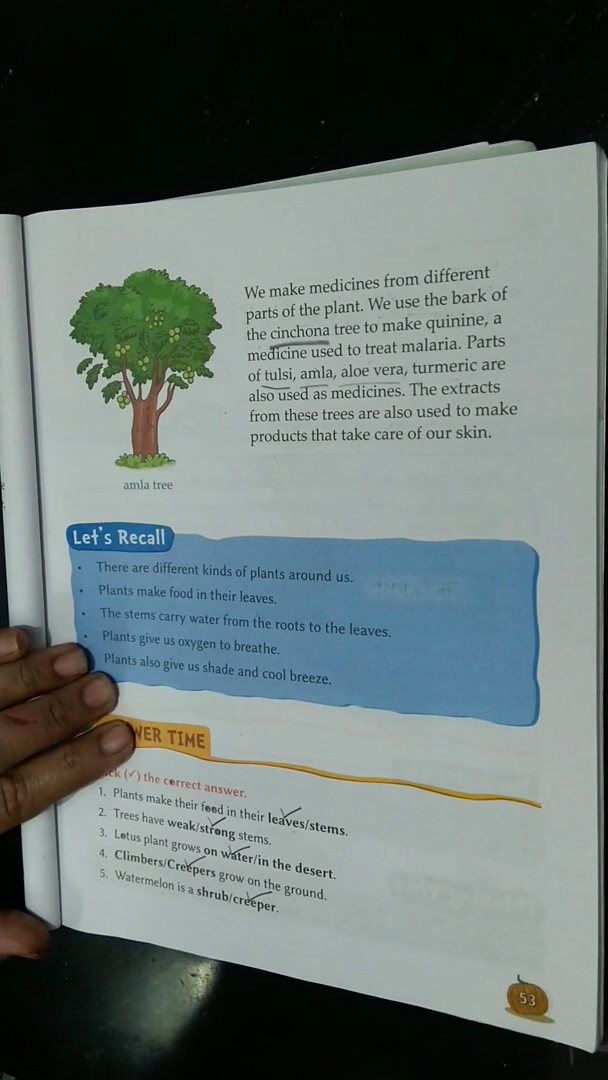 We make medicines from different
parts of the plant. We use the bark of
the cinchona tree to make quinine, a
medicine used to treat malaria. Parts
of tulsi, amla, aloe vera, turmeric are
also used as medicines. The extracts
from these trees are also used to make
products that take care of our skin.
amla tree
Let's Recall
• There are different kinds of plants around us.
• Plants make food in their leaves.
• The stems carry water from the roots to the leaves.
• Plants give us oxygen to breathe.
Plants also give us shade and cool breeze.
TIME
(✓) the correct answer.
1. Plants make their food in their leaves/stems.
2. Trees have weak/strong stems.
3. Lotus plant grows on water/in the desert.
4. Climbers/Creepers grow on the ground.
5. Watermelon is a shrub/creeper.
53